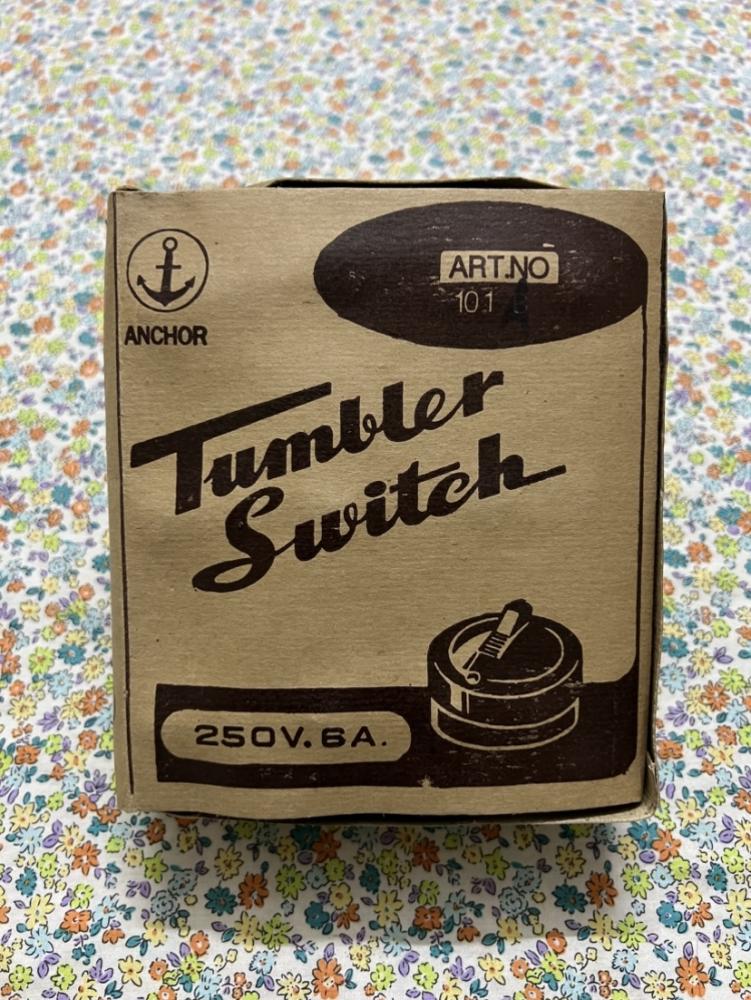 ANCHOR
ART.NO
101
Tumbler
Switch
250V. 6A.